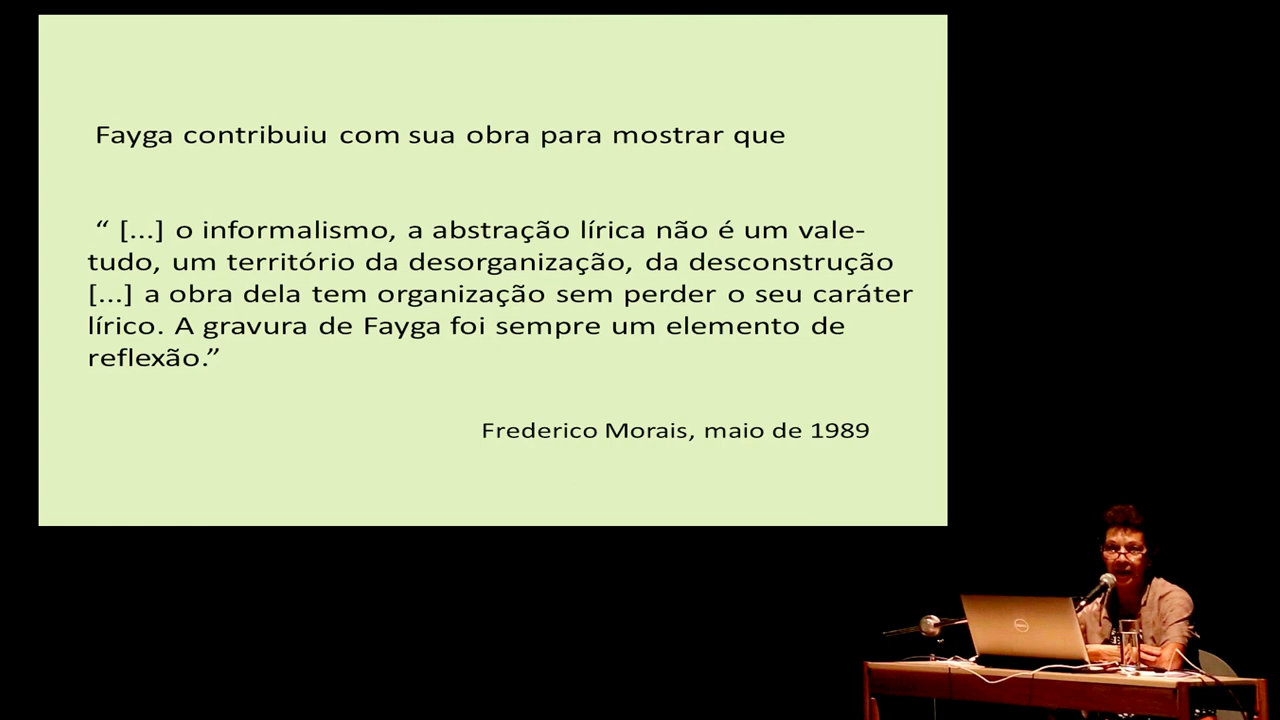 Fayga contribuiu com sua obra para mostrar que
“ [...] o informalismo, a abstração lírica não é um vale-
tudo, um território da desorganização, da desconstrução
[...] a obra dela tem organização sem perder o seu caráter
lírico. A gravura de Fayga foi sempre um elemento de
reflexão.”
Frederico Morais, maio de 1989
DELL